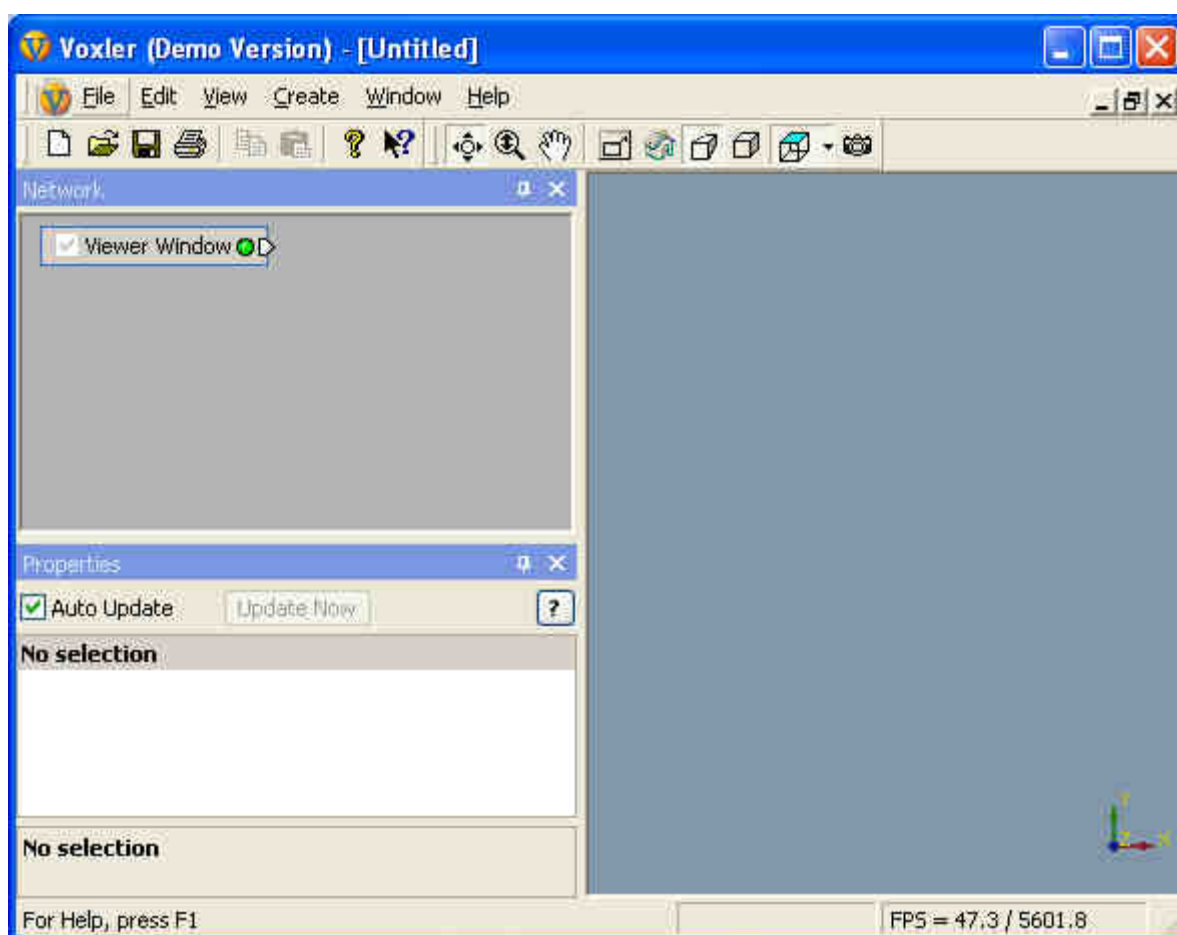 Voxler (Demo Version) - [Untitled]
File Edit View Create Window Help
Network
Viewer Window
Properties
Auto Update Update Now
No selection
No selection
Y
Z X
For Help, press F1 FPS = 47.3 / 5601.8